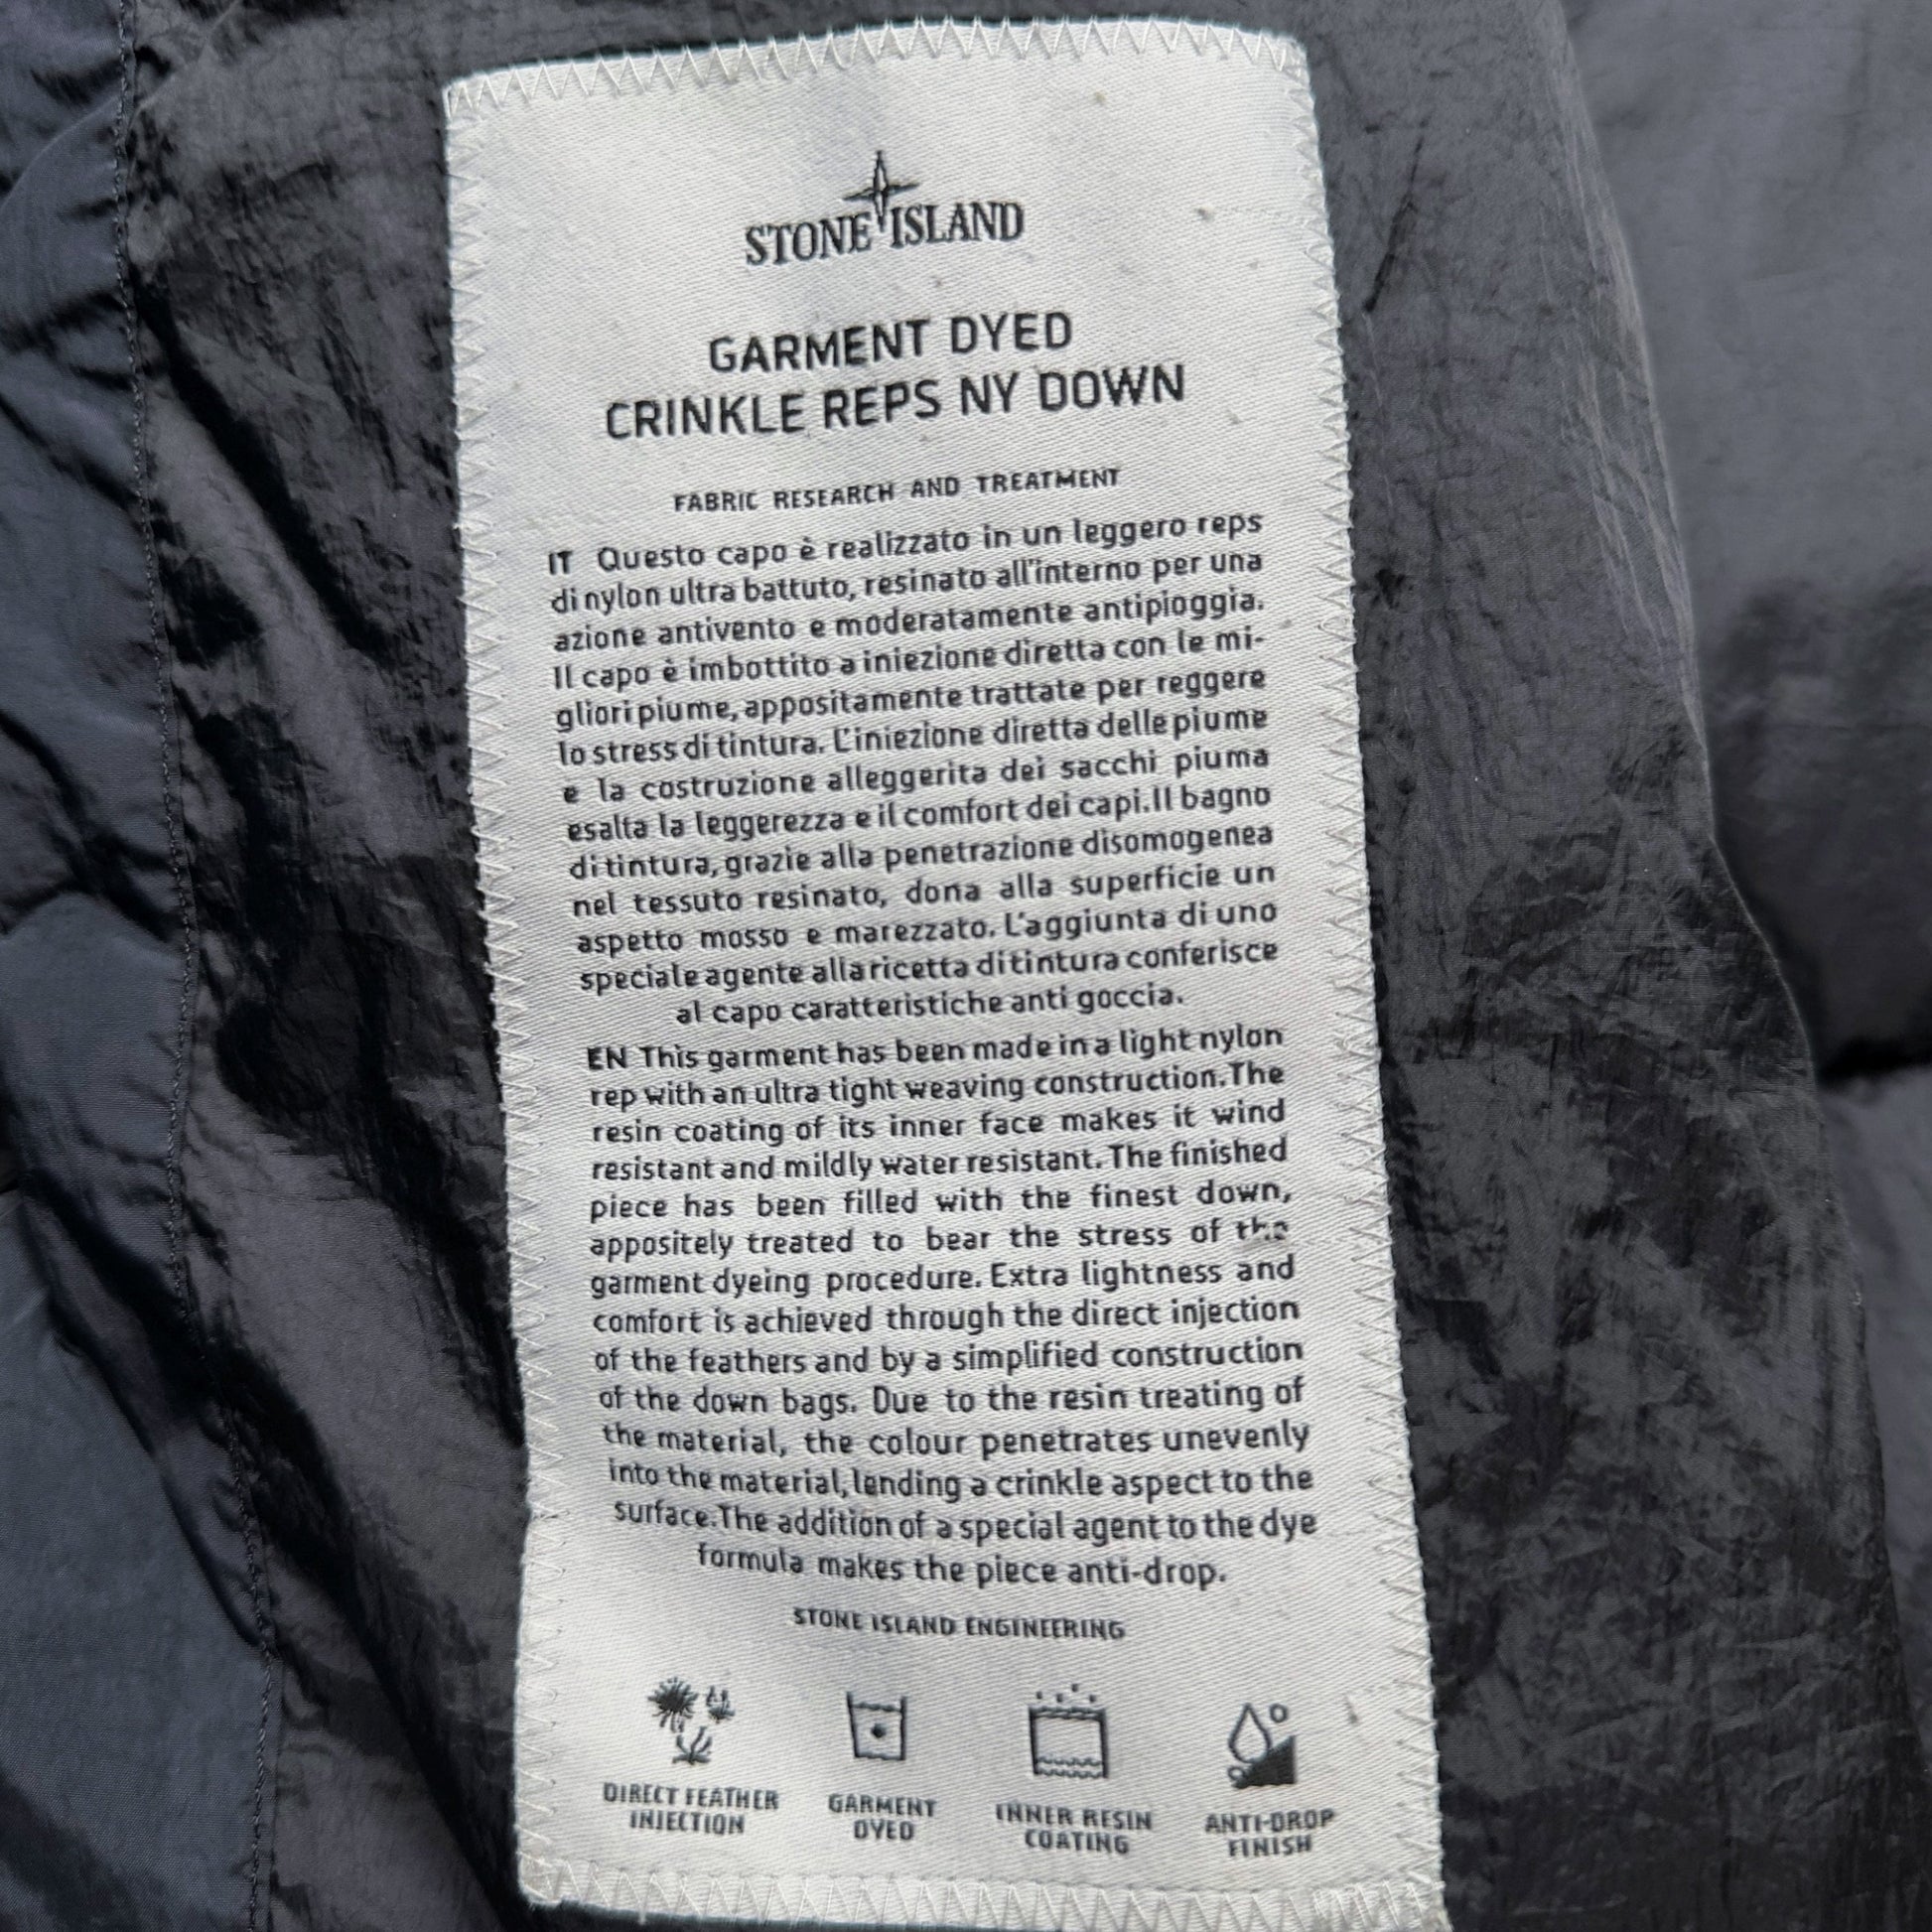 STONE ISLAND
GARMENT DYED
CRINKLE REPS NY DOWN
FABRIC RESEARCH AND TREATMENT
IT Questo capo è realizzato in un leggero reps
di nylon ultra battuto, resinato all'interno per una
azione antivento e moderatamente antipioggia.
Il capo è imbottito a iniezione diretta con le mi-
gliori piume, appositamente trattate per reggere
lo stress di tintura. L'iniezione diretta delle piume
e la costruzione alleggerita dei sacchi piuma
esalta la leggerezza e il comfort dei capi.Il bagno
di tintura, grazie alla penetrazione disomogenea
nel tessuto resinato, dona alla superficie un
aspetto mosso e marezzato. L'aggiunta di uno
speciale agente alla ricetta di tintura conferisce
al capo caratteristiche anti goccia.
EN This garment has been made in a light nylon
rep with an ultra tight weaving construction.The
resin coating of its inner face makes it wind
resistant and mildly water resistant. The finished
piece has been filled with the finest down,
appositely treated to bear the stress of the
garment dyeing procedure. Extra lightness and
comfort is achieved through the direct injection
of the feathers and by a simplified construction
of the down bags. Due to the resin treating of
the material, the colour penetrates unevenly
into the material, lending a crinkle aspect to the
surface.The addition of a special agent to the dye
formula makes the piece anti-drop.
STONE ISLAND ENGINEERING
DIRECT FEATHER GARMENT INNER RESIN ANTI-DROP
INJECTION DYED COATING FINISH